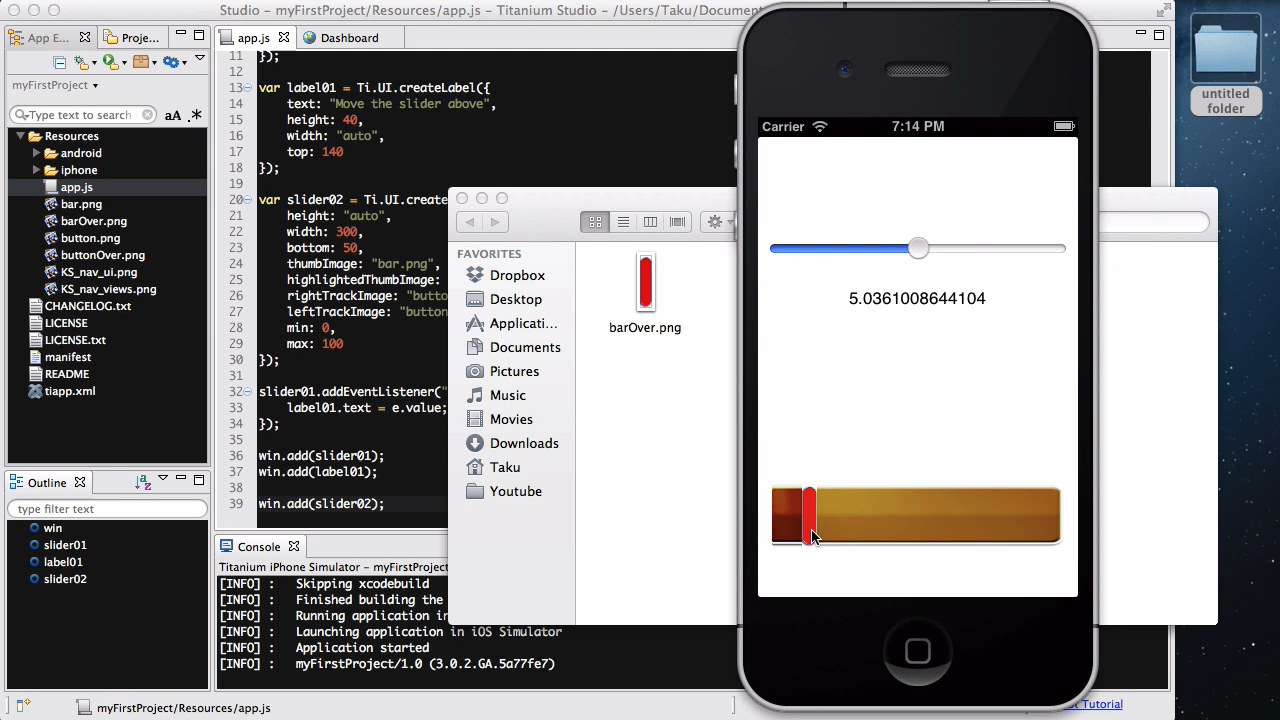 Studio - myFirstProject/Resources/app.js - Titanium Studio - /Users/Taku/Document
App E...
Proje...
app.js
Dashboard
myFirstProject
Type text to search
aA .*
Resources
android
iphone
app.js
bar.png
barOver.png
button.png
buttonOver.png
KS_nav_ui.png
KS_nav_views.png
CHANGELOG.txt
LICENSE
LICENSE.txt
manifest
README
tiapp.xml
Outline
type filter text
win
slider01
label01
slider02
11 });
12
13 var label01 = Ti.UI.createLabel({
14 text: "Move the slider above",
15 height: 40,
16 width: "auto",
17 top: 140
18 });
19
20 var slider02 = Ti.UI.create
21 height: "auto",
22 width: 300,
23 bottom: 50,
24 thumbImage: "bar.png",
25 highlightedThumbImage:
26 rightTrackImage: "butto
27 leftTrackImage: "button
28 min: 0,
29 max: 100
30 });
31
32 slider01.addEventListener("
33 label01.text = e.value;
34 });
35
36 win.add(slider01);
37 win.add(label01);
38
39 win.add(slider02);
Console
Titanium iPhone Simulator - myFirstProject
[INFO] : Skipping xcodebuild
[INFO] : Finished building the
[INFO] : Running application in
[INFO] : Launching application in iOS Simulator
[INFO] : Application started
[INFO] : myFirstProject/1.0 (3.0.2.GA.5a77fe7)
myFirstProject/Resources/app.js
FAVORITES
Dropbox
Desktop
Applicati...
Documents
Pictures
Music
Movies
Downloads
Taku
Youtube
barOver.png
Carrier
7:14 PM
5.0361008644104
untitled
folder
Tutorial